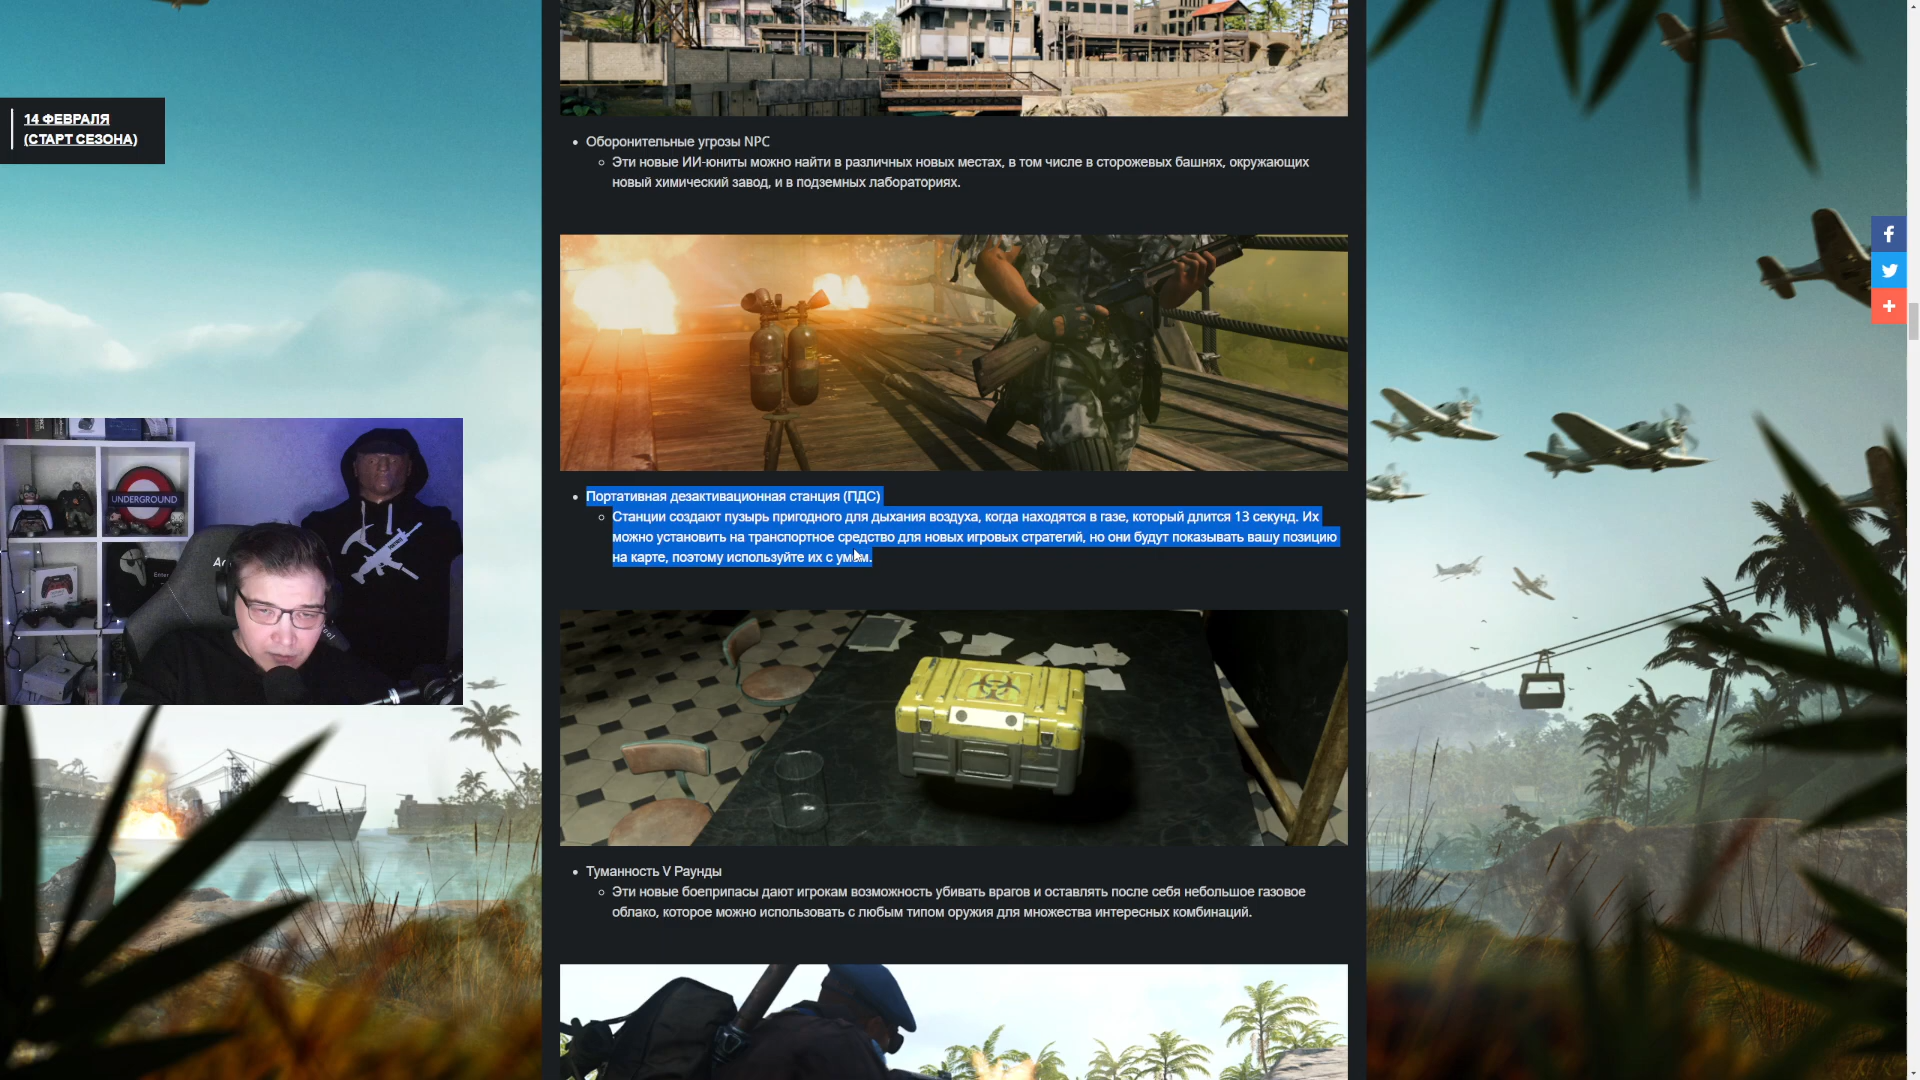 14 ФЕВРАЛЯ
(СТАРТ СЕЗОНА)
Оборонительные угрозы NPC
Эти новые ИИ-юниты можно найти в различных новых местах, в том числе в сторожевых башнях, окружающих
новый химический завод, и в подземных лабораториях.
UNDERGROUND
Портативная дезактивационная станция (ПДС)
Станции создают пузырь пригодного для дыхания воздуха, когда находятся в газе, который длится 13 секунд. Их
можно установить на транспортное средство для новых игровых стратегий, но они будут показывать вашу позицию
на карте, поэтому используйте их с умом.
Туманность V Раунды
Эти новые боеприпасы дают игрокам возможность убивать врагов и оставлять после себя небольшое газовое
облако, которое можно использовать с любым типом оружия для множества интересных комбинаций.